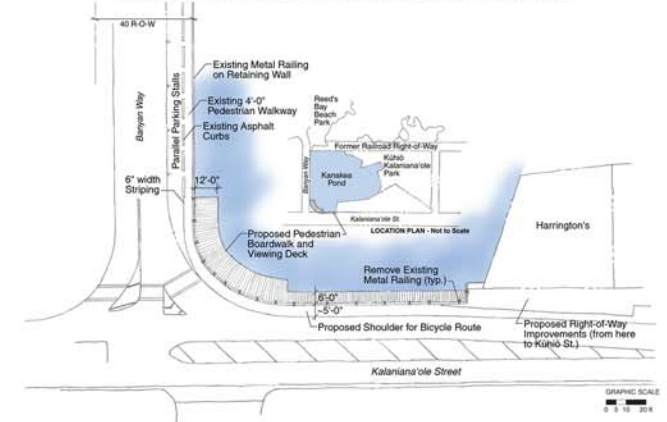 40 R-O-W
Existing Metal Railing
on Retaining Wall
Banyan Way
Parallel Parking Stalls
Existing 4'-0"
Pedestrian Walkway
Existing Asphalt
Curbs
6" width
Striping
12'-0"
Reed's
Bay
Beach
Park
Former Railroad Right-of-Way
Kūhiō
Kalaniana'ole
Park
Banyan Way
Kanakea
Pond
Kalaniana'ole St.
LOCATION PLAN - Not to Scale
Harrington's
Proposed Pedestrian
Boardwalk and
Viewing Deck
Remove Existing
Metal Railing (typ.)
6'-0"
~5'-0"
Proposed Shoulder for Bicycle Route
Proposed Right-of-Way
Improvements (from here
to Kūhiō St.)
Kalaniana'ole Street
GRAPHIC SCALE
0 5 10 20 ft